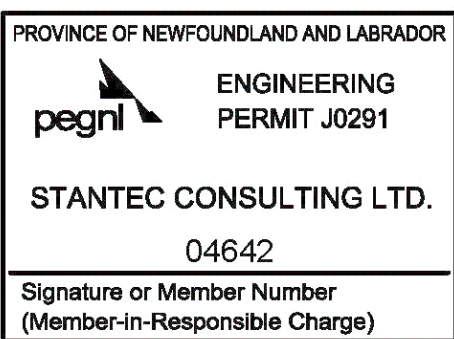 PROVINCE OF NEWFOUNDLAND AND LABRADOR
pegnl
ENGINEERING
PERMIT J0291
STANTEC CONSULTING LTD.
04642
Signature or Member Number
(Member-in-Responsible Charge)